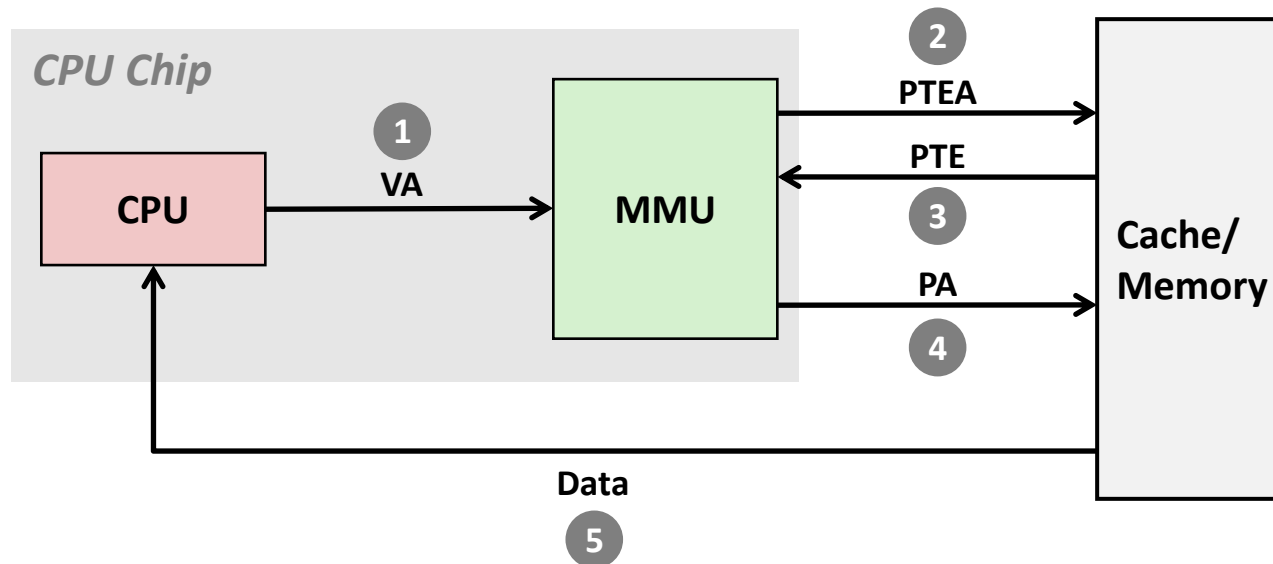 2
CPU Chip
PTEA
1
PTE
VA
CPU
MMU
3
Cache/
Memory
PA
4
Data
5